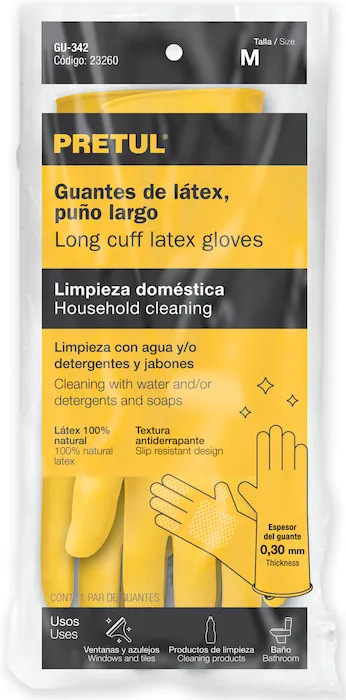 GU-342
Código: 23260
Talla / Size
M
PRETUL®
Guantes de látex,
puño largo
Long cuff latex gloves
Limpieza doméstica
Household cleaning
Limpieza con agua y/o
detergentes y jabones
Cleaning with water and/or
detergents and soaps
Látex 100%
natural
100% natural
latex
Textura
antiderrapante
Slip resistant design
Espesor
del guante
0,30 mm
Thickness
CONT. 1 PAR DE GUANTES
Usos
Uses
Ventanas y azulejos
Windows and tiles
Productos de limpieza
Cleaning products
Baño
Bathroom